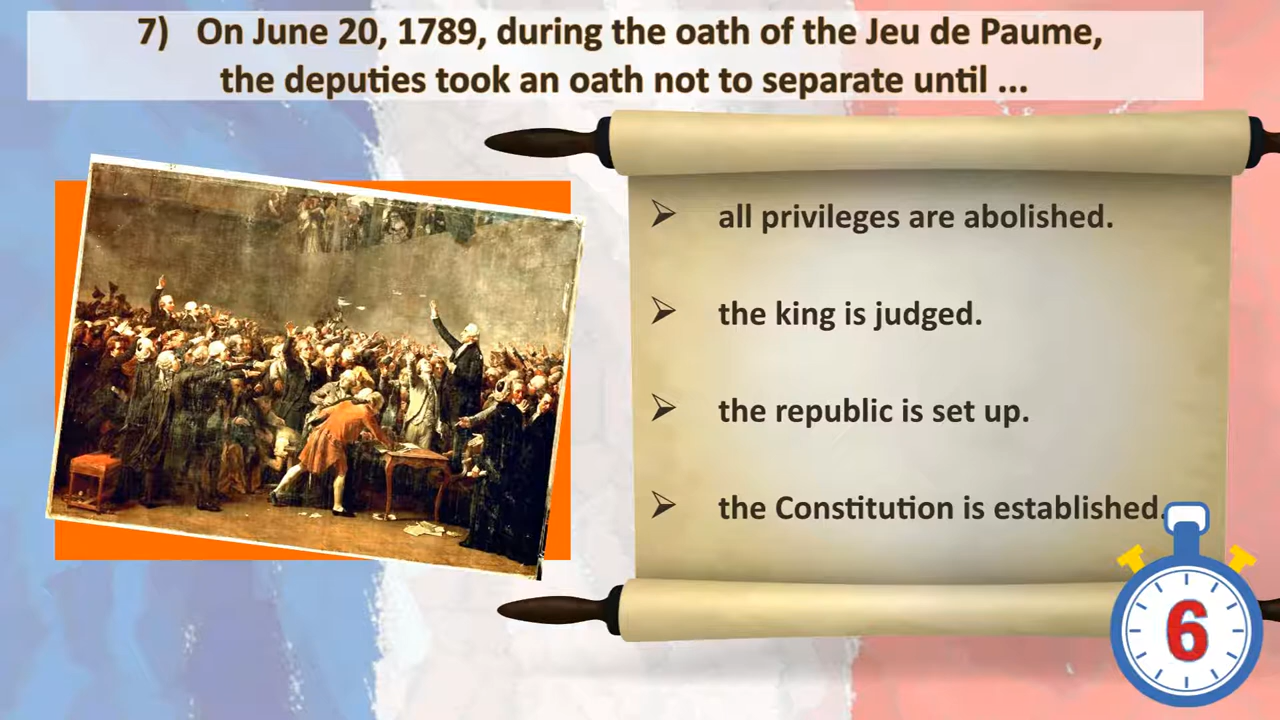 7) On June 20, 1789, during the oath of the Jeu de Paume,
the deputies took an oath not to separate until ...
all privileges are abolished.
the king is judged.
the republic is set up.
the Constitution is established.
6